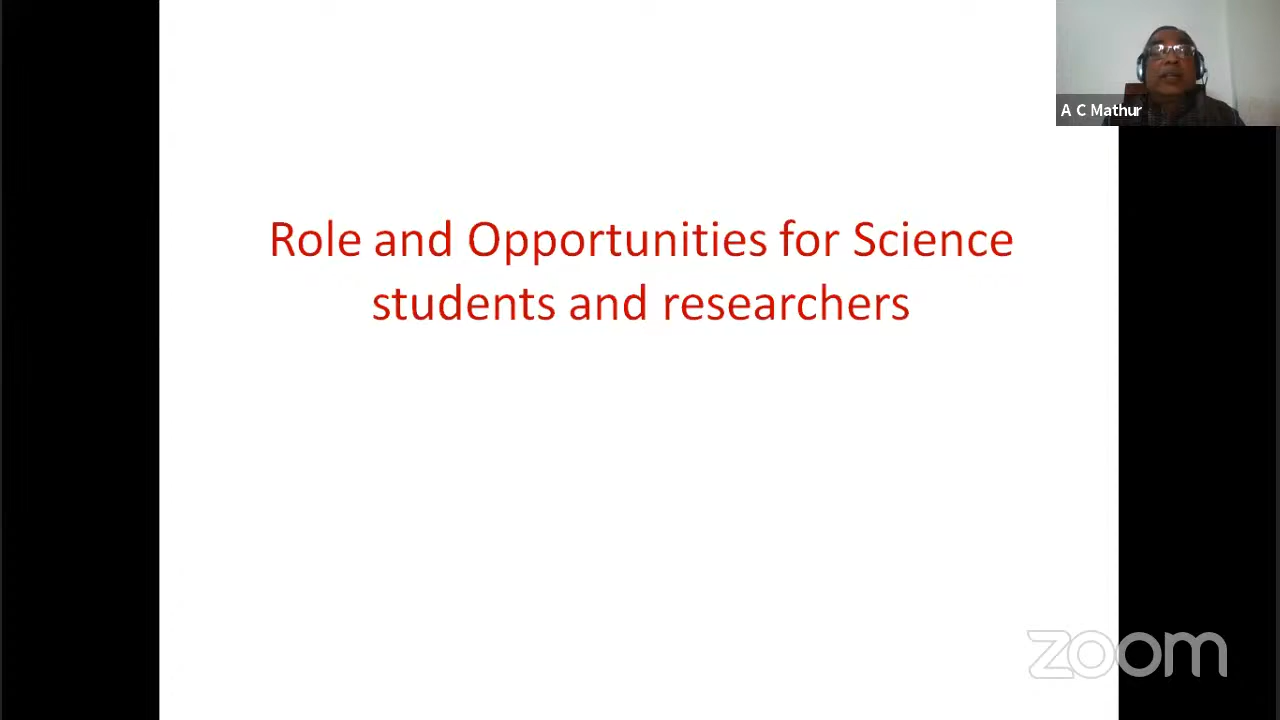 A C Mathur
Role and Opportunities for Science
students and researchers
zoom